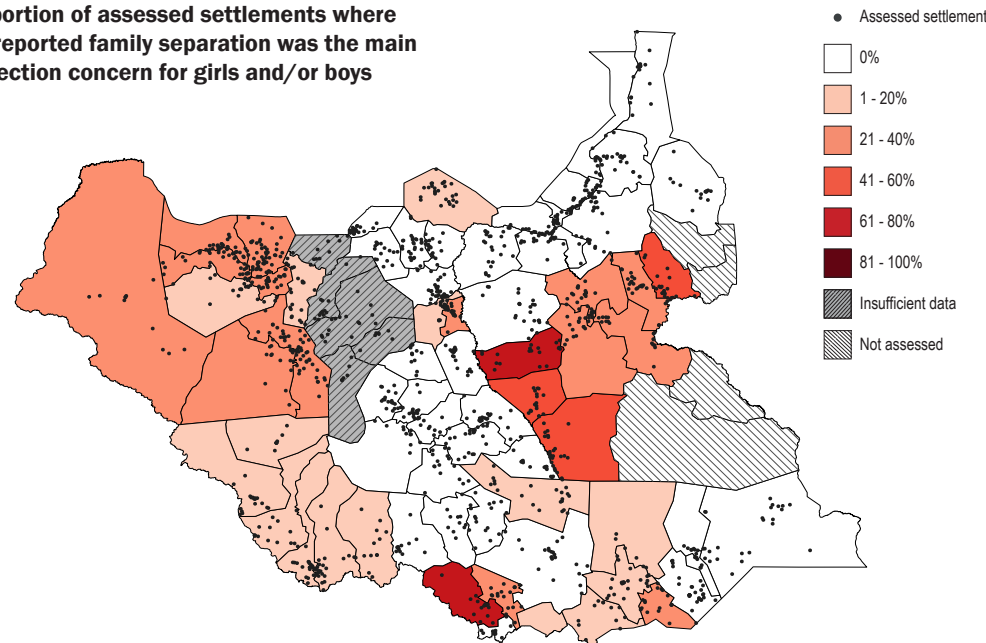 portion of assessed settlements where
reported family separation was the main
ection concern for girls and/or boys
Assessed settlement
0%
1 - 20%
21 - 40%
41 - 60%
61 - 80%
81 - 100%
Insufficient data
Not assessed